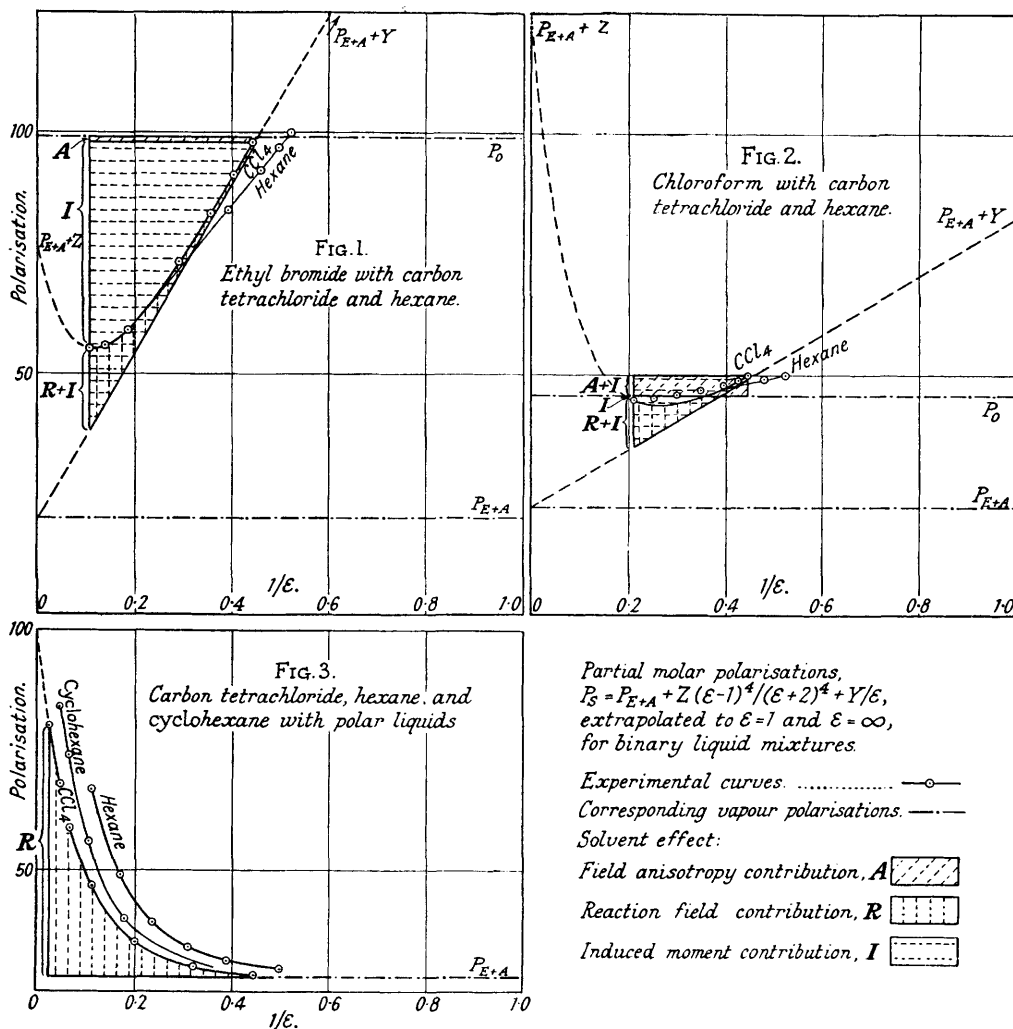 P_{E+A} + Y
100
A
P_0
CCl_4
Hexane
I
P_{E+A} + Z
FIG. 1.
Ethyl bromide with carbon
tetrachloride and hexane.
Polarisation.
50
R+I
P_{E+A}
0
0·2
0·4
0·6
0·8
1·0
1/ε.
P_{E+A} + Z
FIG. 2.
Chloroform with carbon
tetrachloride and hexane.
P_{E+A} + Y
CCl_4
Hexane
A+I
I
R+I
P_0
P_{E+A}
0
0·2
0·4
0·6
0·8
1·0
1/ε.
100
FIG. 3.
Carbon tetrachloride, hexane, and
cyclohexane with polar liquids
Polarisation.
Cyclohexane
Hexane
CCl_4
R
50
P_{E+A}
0
0·2
0·4
0·6
0·8
1·0
1/ε.
Partial molar polarisations,
P_S = P_{E+A} + Z (ε-1)^4/(ε+2)^4 + Y/ε,
extrapolated to ε=1 and ε=∞,
for binary liquid mixtures.
Experimental curves. ..................
Corresponding vapour polarisations.
Solvent effect:
Field anisotropy contribution, A
Reaction field contribution, R
Induced moment contribution, I